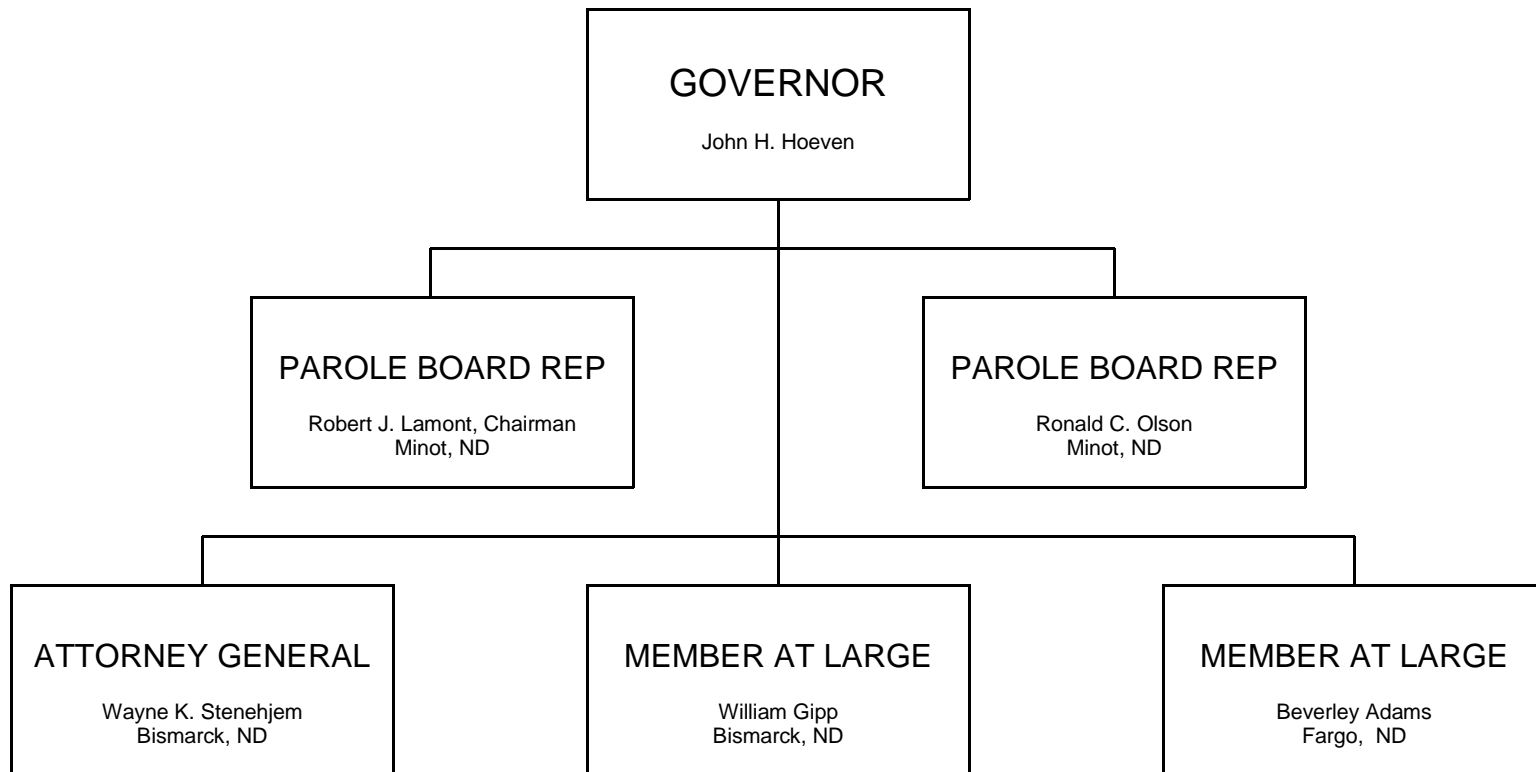 GOVERNOR
John H. Hoeven
PAROLE BOARD REP
Robert J. Lamont, Chairman
Minot, ND
PAROLE BOARD REP
Ronald C. Olson
Minot, ND
ATTORNEY GENERAL
Wayne K. Stenehjem
Bismarck, ND
MEMBER AT LARGE
William Gipp
Bismarck, ND
MEMBER AT LARGE
Beverley Adams
Fargo,  ND